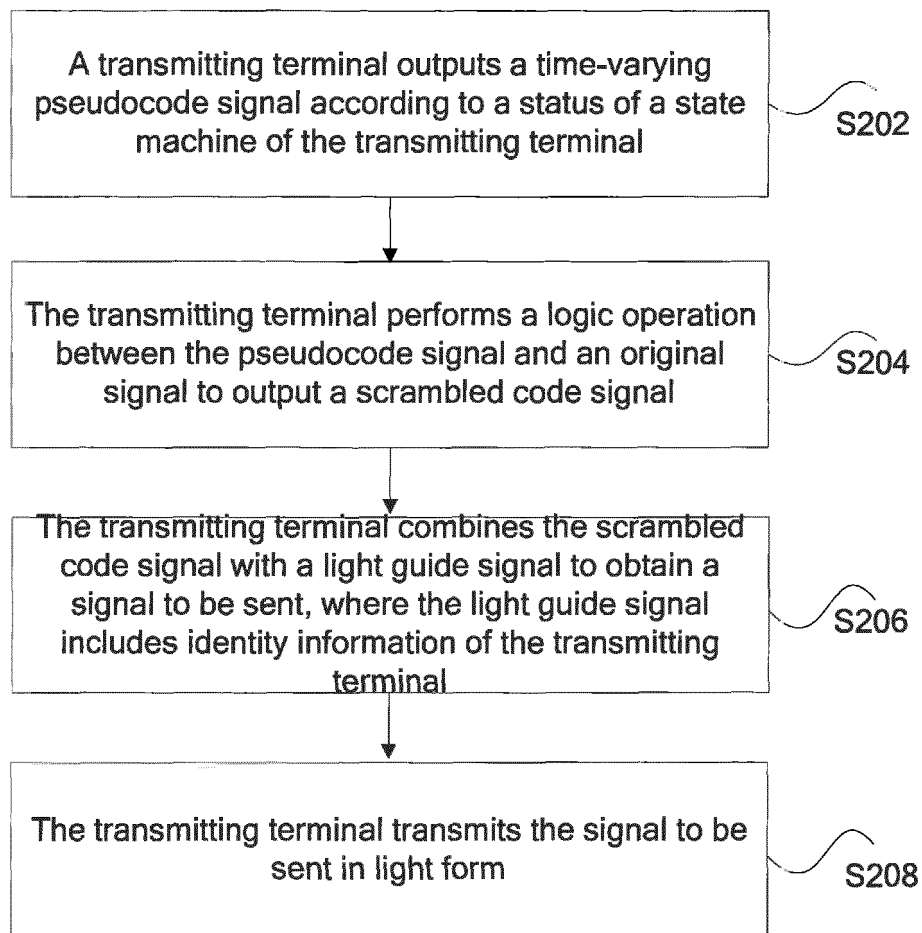 A transmitting terminal outputs a time-varying
pseudocode signal according to a status of a state
machine of the transmitting terminal
S202
The transmitting terminal performs a logic operation
between the pseudocode signal and an original
signal to output a scrambled code signal
S204
The transmitting terminal combines the scrambled
code signal with a light guide signal to obtain a
signal to be sent, where the light guide signal
includes identity information of the transmitting
terminal
S206
The transmitting terminal transmits the signal to be
sent in light form
S208